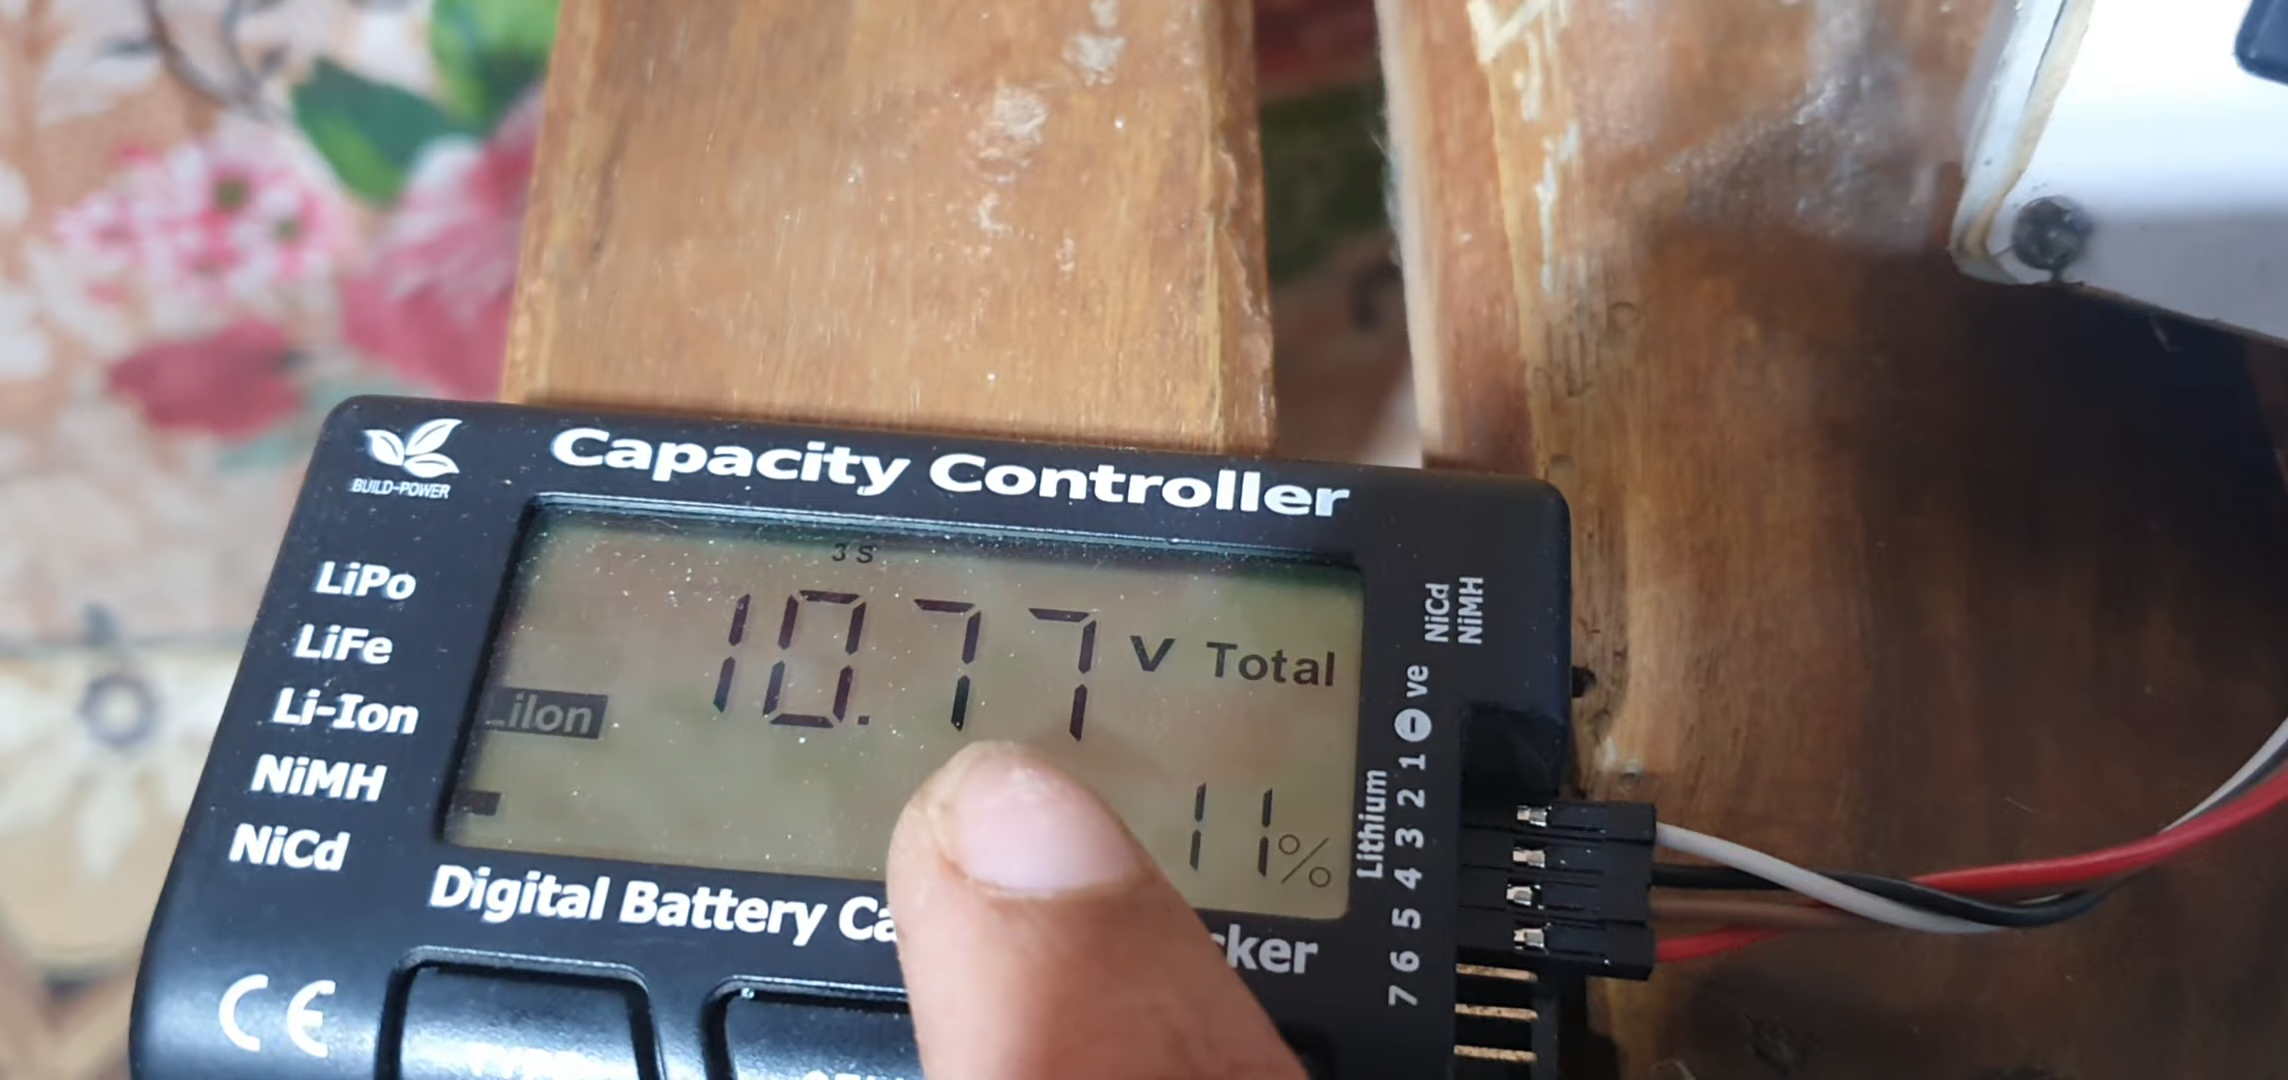 BUILD-POWER
Capacity Controller
3 S
10.77 V Total
LiIon
11%
LiPo
LiFe
Li-Ion
NiMH
NiCd
Digital Battery Ca
cker
CE
NiCd
NiMH
Lithium
7 6 5 4 3 2 1 ⊖ ve